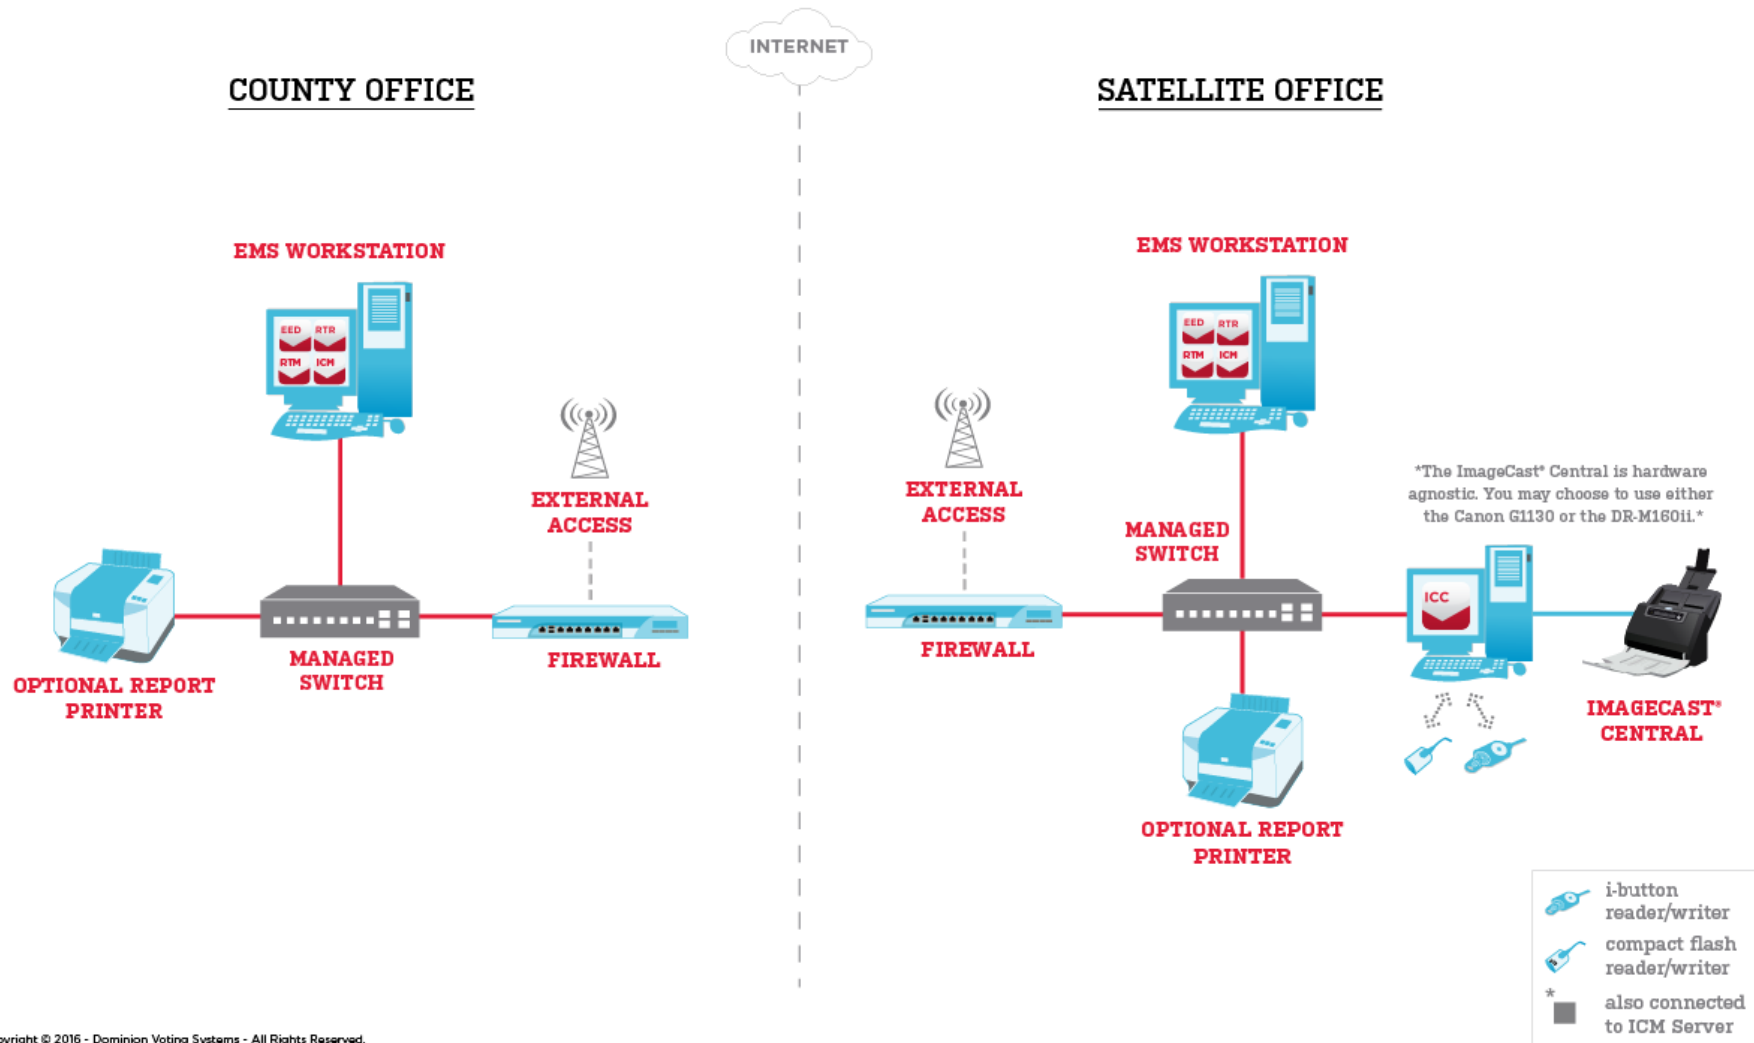 INTERNET
COUNTY OFFICE
SATELLITE OFFICE
EMS WORKSTATION
EED RTR
RTM ICM
EXTERNAL
ACCESS
OPTIONAL REPORT
PRINTER
MANAGED
SWITCH
FIREWALL
EMS WORKSTATION
EED RTR
RTM ICM
EXTERNAL
ACCESS
MANAGED
SWITCH
FIREWALL
*The ImageCast® Central is hardware
agnostic. You may choose to use either
the Canon G1130 or the DR-M160ii.*
ICC
IMAGECAST®
CENTRAL
OPTIONAL REPORT
PRINTER
i-button
reader/writer
compact flash
reader/writer
*
also connected
to ICM Server
opyright © 2016 - Dominion Voting Systems - All Rights Reserved.